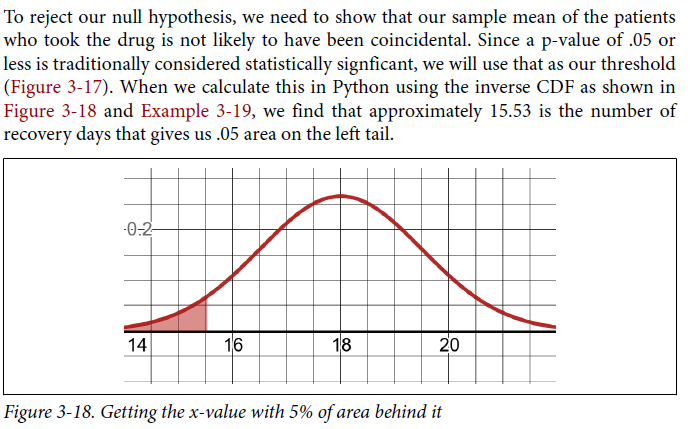 To reject our null hypothesis, we need to show that our sample mean of the patients
who took the drug is not likely to have been coincidental. Since a p-value of .05 or
less is traditionally considered statistically signficant, we will use that as our threshold
(Figure 3-17). When we calculate this in Python using the inverse CDF as shown in
Figure 3-18 and Example 3-19, we find that approximately 15.53 is the number of
recovery days that gives us .05 area on the left tail.
0.2
14 16 18 20
Figure 3-18. Getting the x-value with 5% of area behind it